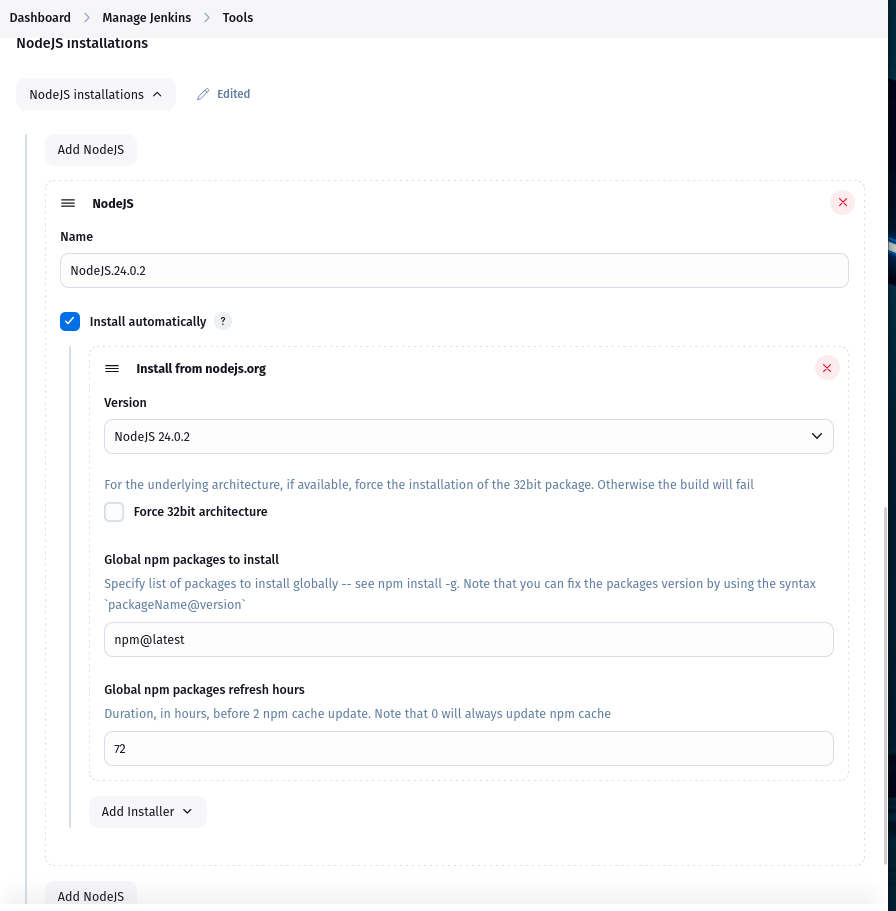 Dashboard > Manage Jenkins > Tools
NodeJS installations
NodeJS installations
Edited
Add NodeJS
NodeJS
Name
NodeJS.24.0.2
Install automatically ?
Install from nodejs.org
Version
NodeJS 24.0.2
For the underlying architecture, if available, force the installation of the 32bit package. Otherwise the build will fail
Force 32bit architecture
Global npm packages to install
Specify list of packages to install globally -- see npm install -g. Note that you can fix the packages version by using the syntax
`packageName@version`
npm@latest
Global npm packages refresh hours
Duration, in hours, before 2 npm cache update. Note that 0 will always update npm cache
72
Add Installer
Add NodeJS